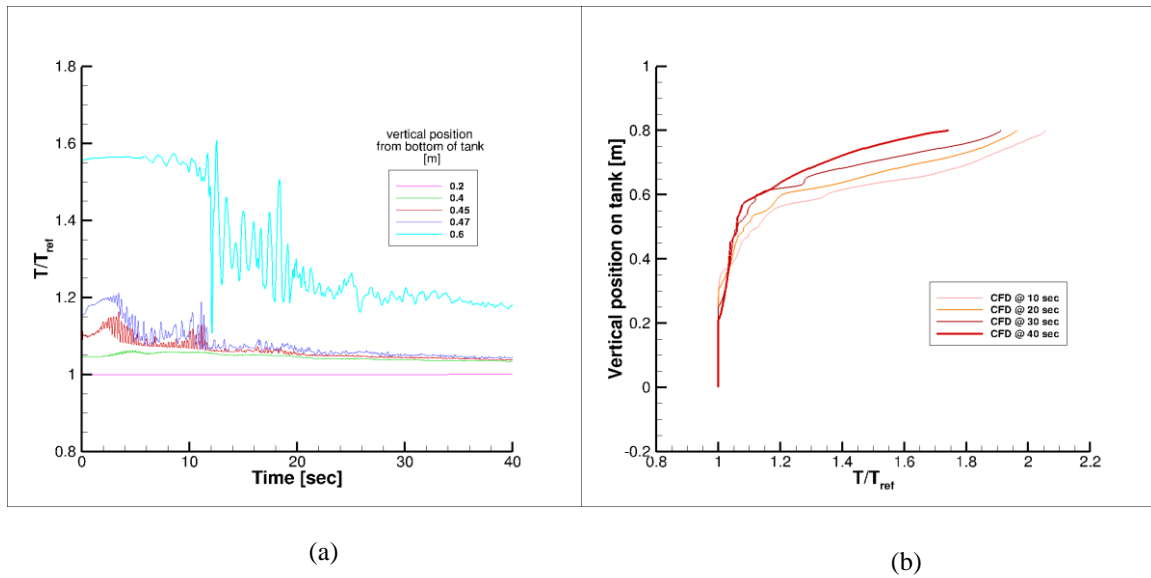 1.8
1.6
1.4
1.2
1
0.8
T/Tref
0 10 20 30 40
Time [sec]
vertical position
from bottom of tank
[m]
0.2
0.4
0.45
0.47
0.6
(a)
1
0.8
0.6
0.4
0.2
0
-0.2
Vertical position on tank [m]
0.8 1 1.2 1.4 1.6 1.8 2 2.2
T/Tref
CFD @ 10 sec
CFD @ 20 sec
CFD @ 30 sec
CFD @ 40 sec
(b)